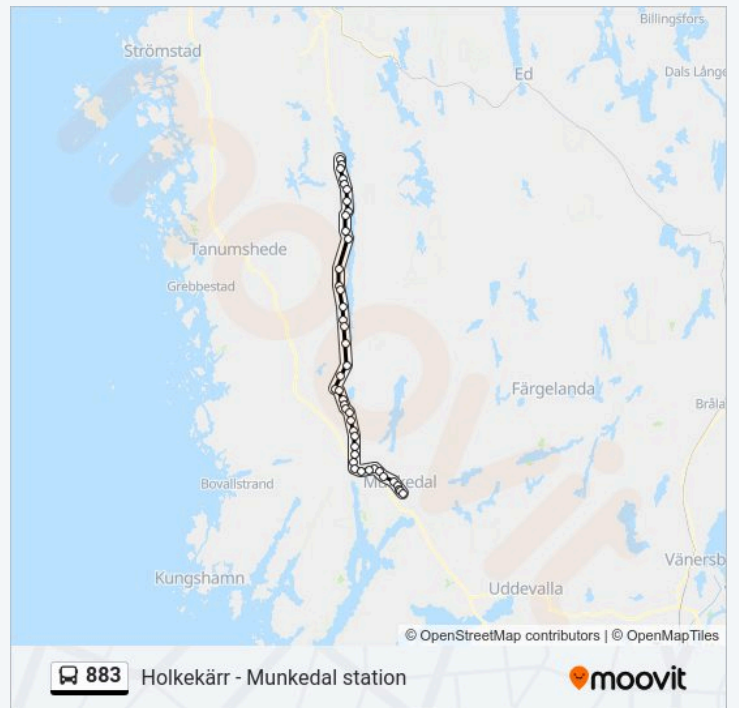 Billingsfors
Strömstad
Ed
Dals Långe
Tanumshede
Grebbestad
Färgelanda
Bråla
Munkedal
Bovallstrand
Vänersb
Kungshamn
Uddevalla
moovit
© OpenStreetMap contributors | © OpenMapTiles
883 Holkekärr - Munkedal station
moovit